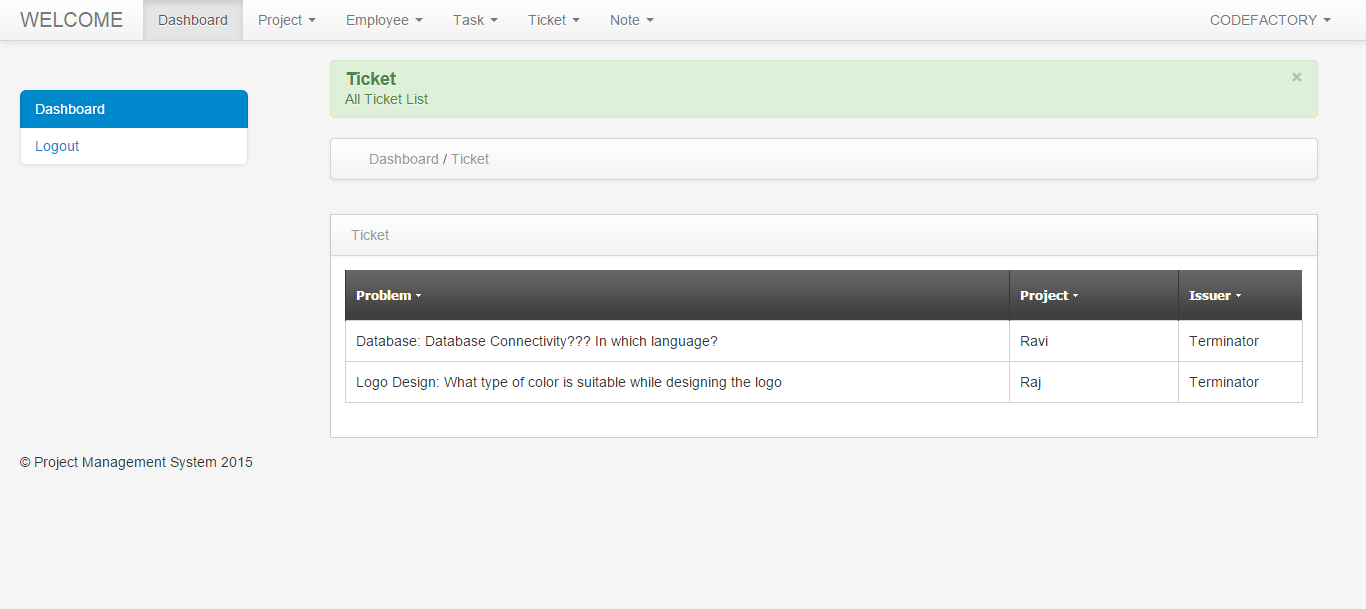 WELCOME Dashboard Project Employee Task Ticket Note CODEFACTORY
Ticket
×
All Ticket List
Dashboard
Logout
Dashboard / Ticket
Ticket
Problem Project Issuer
Database: Database Connectivity??? In which language? Ravi Terminator
Logo Design: What type of color is suitable while designing the logo Raj Terminator
© Project Management System 2015